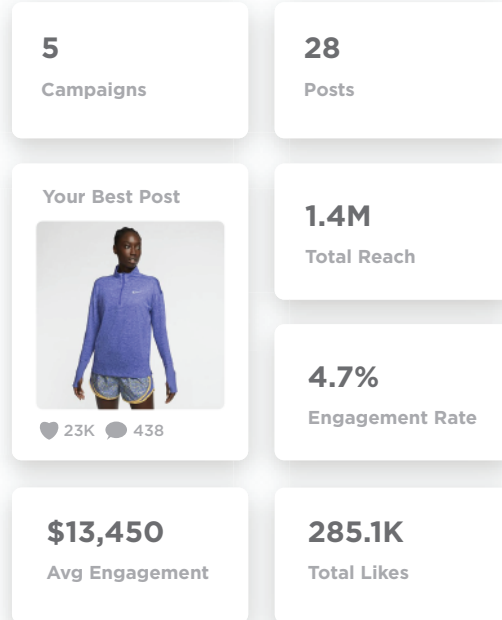 5
Campaigns
28
Posts
Your Best Post
23K 438
1.4M
Total Reach
4.7%
Engagement Rate
$13,450
Avg Engagement
285.1K
Total Likes